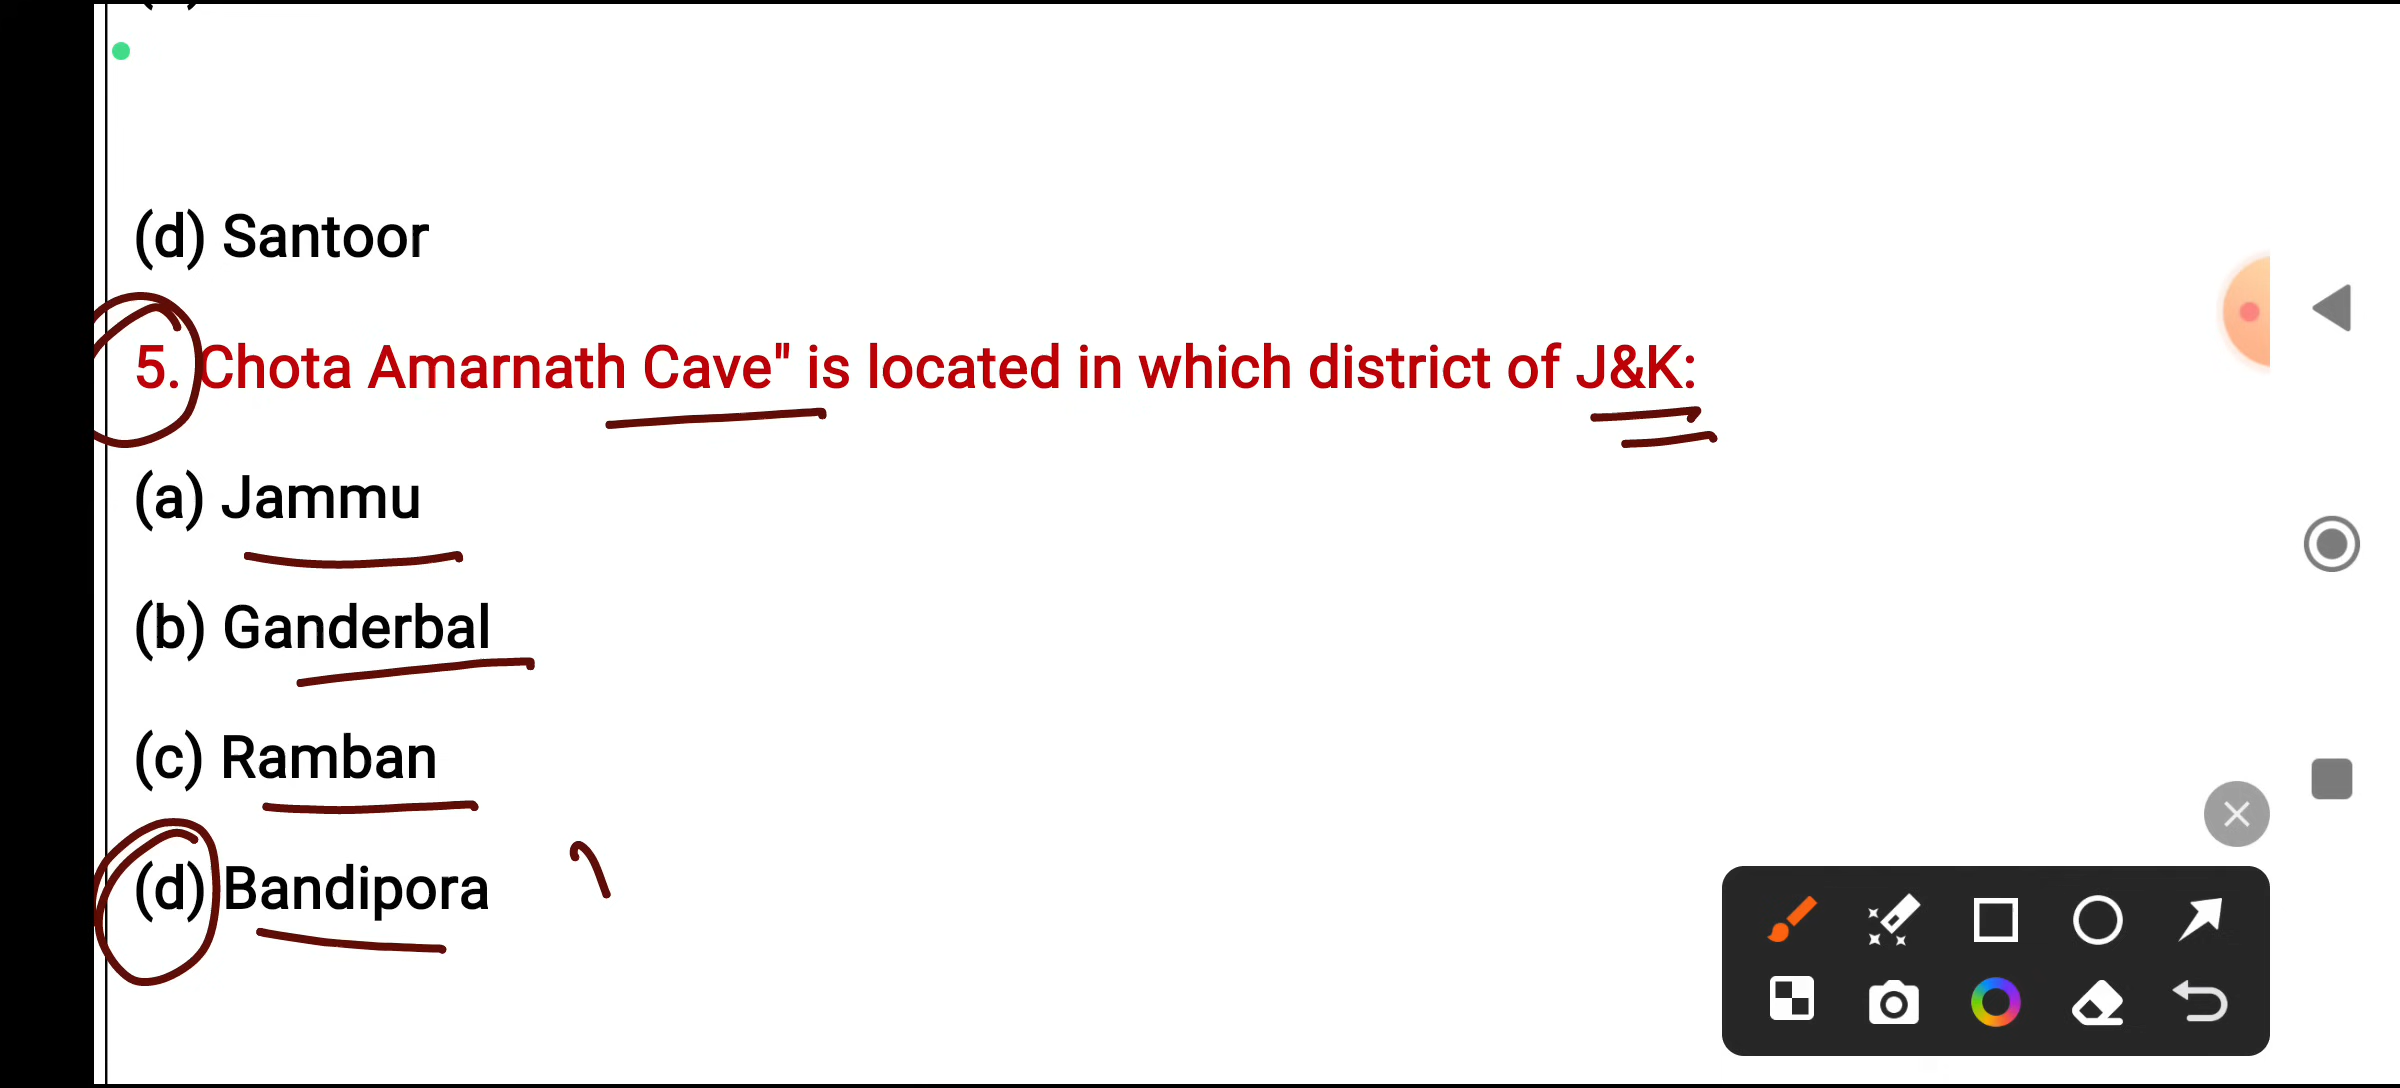 (d) Santoor
5. Chota Amarnath Cave" is located in which district of J&K:
(a) Jammu
(b) Ganderbal
(c) Ramban
(d) Bandipora